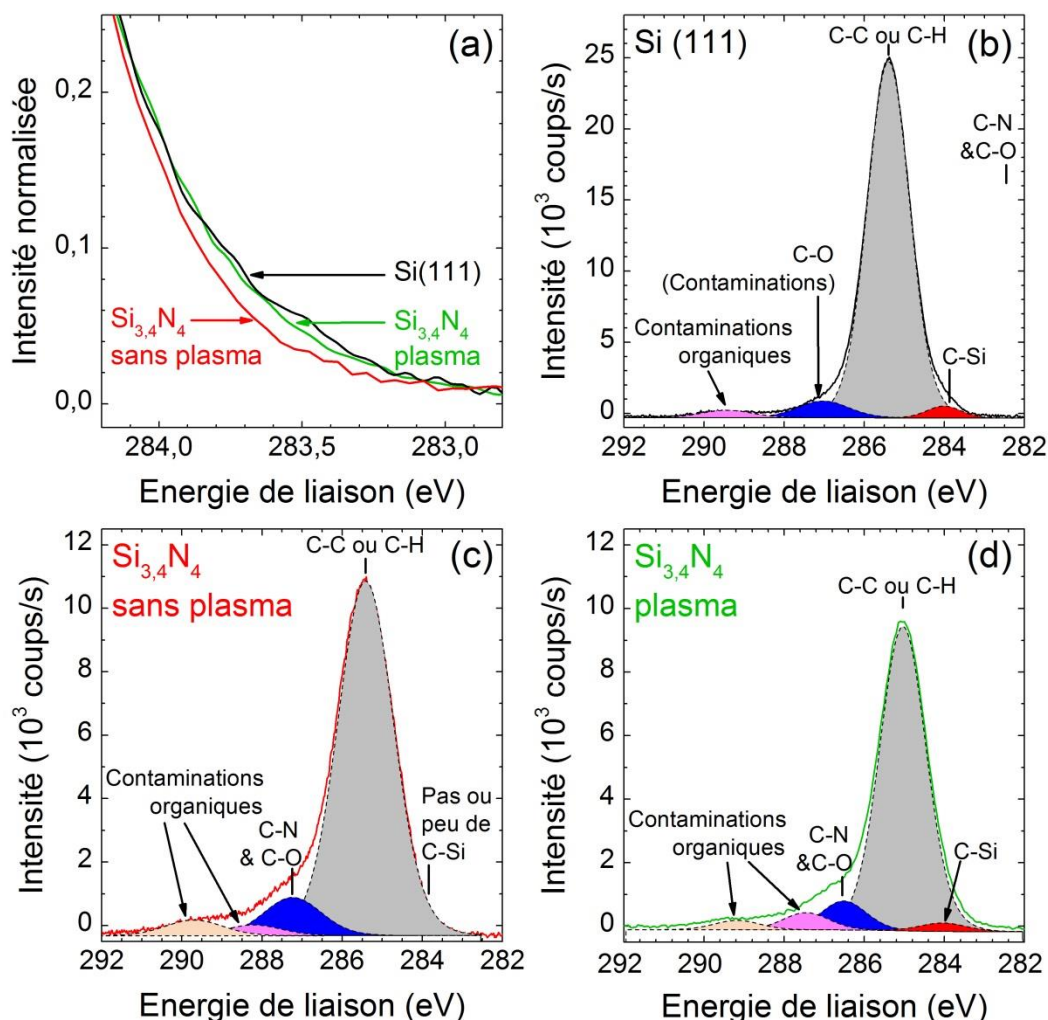 (a)
Intensité normalisée
0,2
0,1
0,0
Si(111)
Si3,4N4
sans plasma
Si3,4N4
plasma
284,0 283,5 283,0
Energie de liaison (eV)
Si (111)
(b)
C-C ou C-H
C-N
&C-O
C-O
(Contaminations)
Contaminations
organiques
C-Si
Intensité (10³ coups/s)
25
20
15
10
5
0
292 290 288 286 284 282
Energie de liaison (eV)
Si3,4N4
sans plasma
(c)
C-C ou C-H
Contaminations
organiques
C-N
& C-O
Pas ou
peu de
C-Si
Intensité (10³ coups/s)
12
10
8
6
4
2
0
292 290 288 286 284 282
Energie de liaison (eV)
Si3,4N4
plasma
(d)
C-C ou C-H
Contaminations
organiques
C-N
&C-O
C-Si
Intensité (10³ coups/s)
12
10
8
6
4
2
0
292 290 288 286 284 282
Energie de liaison (eV)